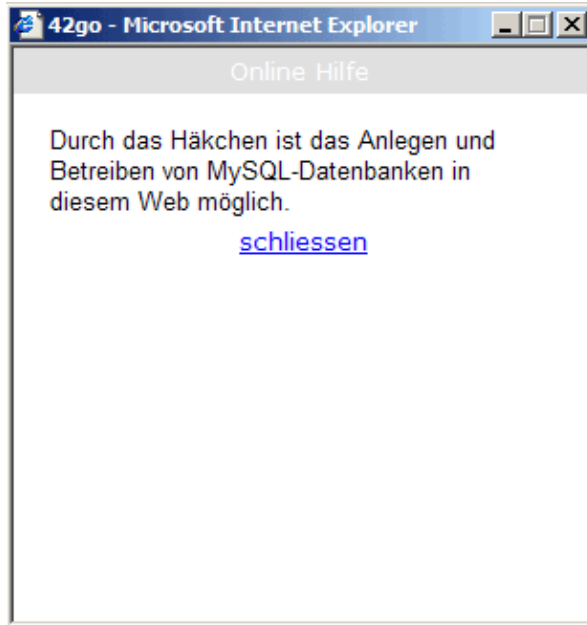 42go - Microsoft Internet Explorer
Online Hilfe
Durch das Häkchen ist das Anlegen und
Betreiben von MySQL-Datenbanken in
diesem Web möglich.
schliessen